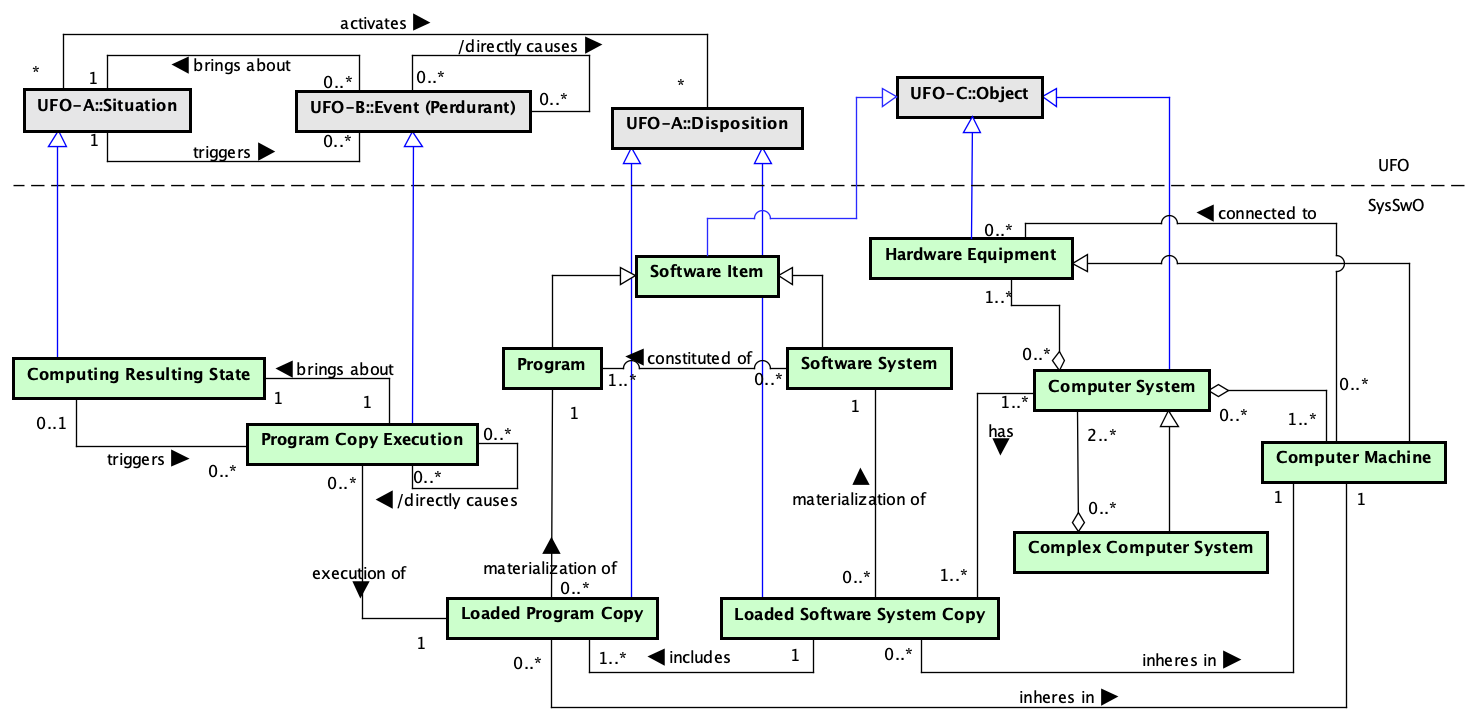 activates ►
/directly causes ►
* 1 ◄ brings about 0..* 0..* 0..* *
UFO-A::Situation
UFO-B::Event (Perdurant)
UFO-A::Disposition
UFO-C::Object
1 triggers ► 0..*
UFO
SysSwO
◄ connected to
0..*
Software Item
Hardware Equipment
1..*
Program
1..* ◄ constituted of 0..*
Software System
0..*
Computing Resulting State
◄ brings about
1 1
Computer System
0..*
0..*
1..*
0..1
1
1
1..*
has ▼
2..*
Program Copy Execution
0..*
0..*
◄ /directly causes
triggers ►
0..*
0..*
Computer Machine
1 1
▲
materialization of
0..*
Complex Computer System
execution of
▼
▲
materialization of
0..*
0..*
1..*
Loaded Program Copy
Loaded Software System Copy
1
0..* 1..* ◄ includes 1 0..* inheres in ►
inheres in ►